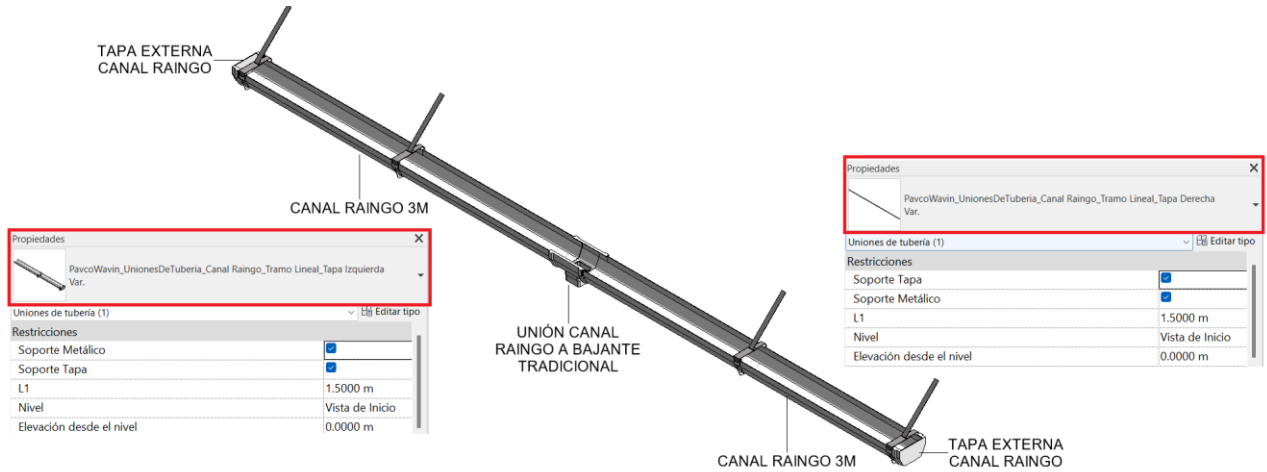 TAPA EXTERNA
CANAL RAINGO
CANAL RAINGO 3M
Propiedades
PavcoWavin_UnionesDeTuberia_Canal Raingo_Tramo Lineal_Tapa Izquierda
Var.
Uniones de tubería (1)
Editar tipo
Restricciones
Soporte Metálico
Soporte Tapa
L1 1.5000 m
Nivel Vista de Inicio
Elevación desde el nivel 0.0000 m
UNIÓN CANAL
RAINGO A BAJANTE
TRADICIONAL
Propiedades
PavcoWavin_UnionesDeTuberia_Canal Raingo_Tramo Lineal_Tapa Derecha
Var.
Uniones de tubería (1)
Editar tipo
Restricciones
Soporte Tapa
Soporte Metálico
L1 1.5000 m
Nivel Vista de Inicio
Elevación desde el nivel 0.0000 m
CANAL RAINGO 3M
TAPA EXTERNA
CANAL RAINGO